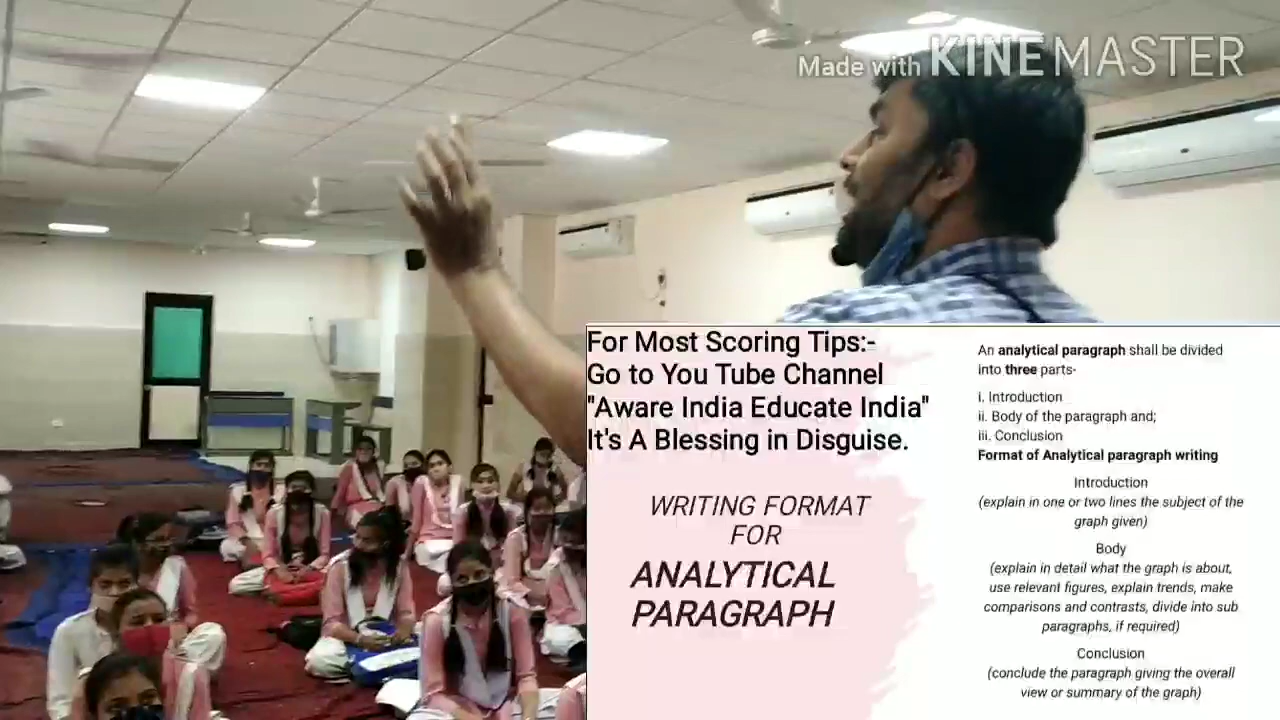 Made with KINEMASTER
For Most Scoring Tips:-
Go to You Tube Channel
"Aware India Educate India"
It's A Blessing in Disguise.
WRITING FORMAT
FOR
ANALYTICAL
PARAGRAPH
An analytical paragraph shall be divided
into three parts-
i. Introduction
ii. Body of the paragraph and;
iii. Conclusion
Format of Analytical paragraph writing
Introduction
(explain in one or two lines the subject of the
graph given)
Body
(explain in detail what the graph is about,
use relevant figures, explain trends, make
comparisons and contrasts, divide into sub
paragraphs, if required)
Conclusion
(conclude the paragraph giving the overall
view or summary of the graph)